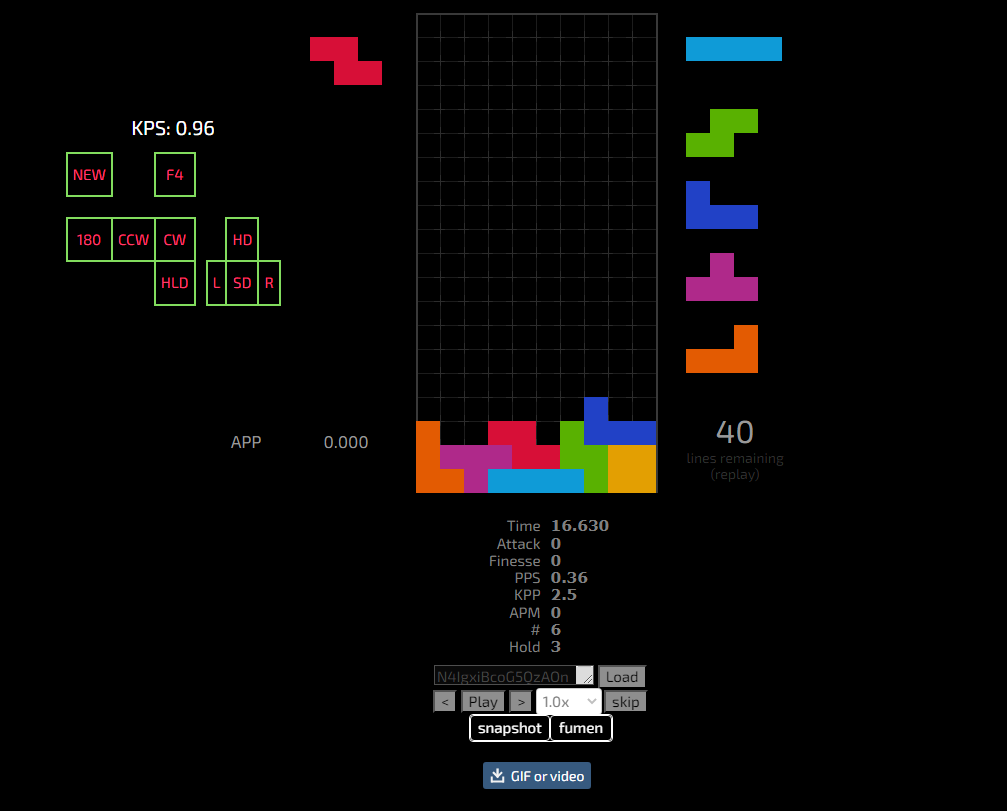 KPS: 0.96
NEW F4
180 CCW CW HD
HLD L SD R
APP 0.000
40
lines remaining
(replay)
Time 16.630
Attack 0
Finesse 0
PPS 0.36
KPP 2.5
APM 0
# 6
Hold 3
N4IgxiBcoG5QzAOn Load
< Play > 1.0x skip
snapshot fumen
GIF or video